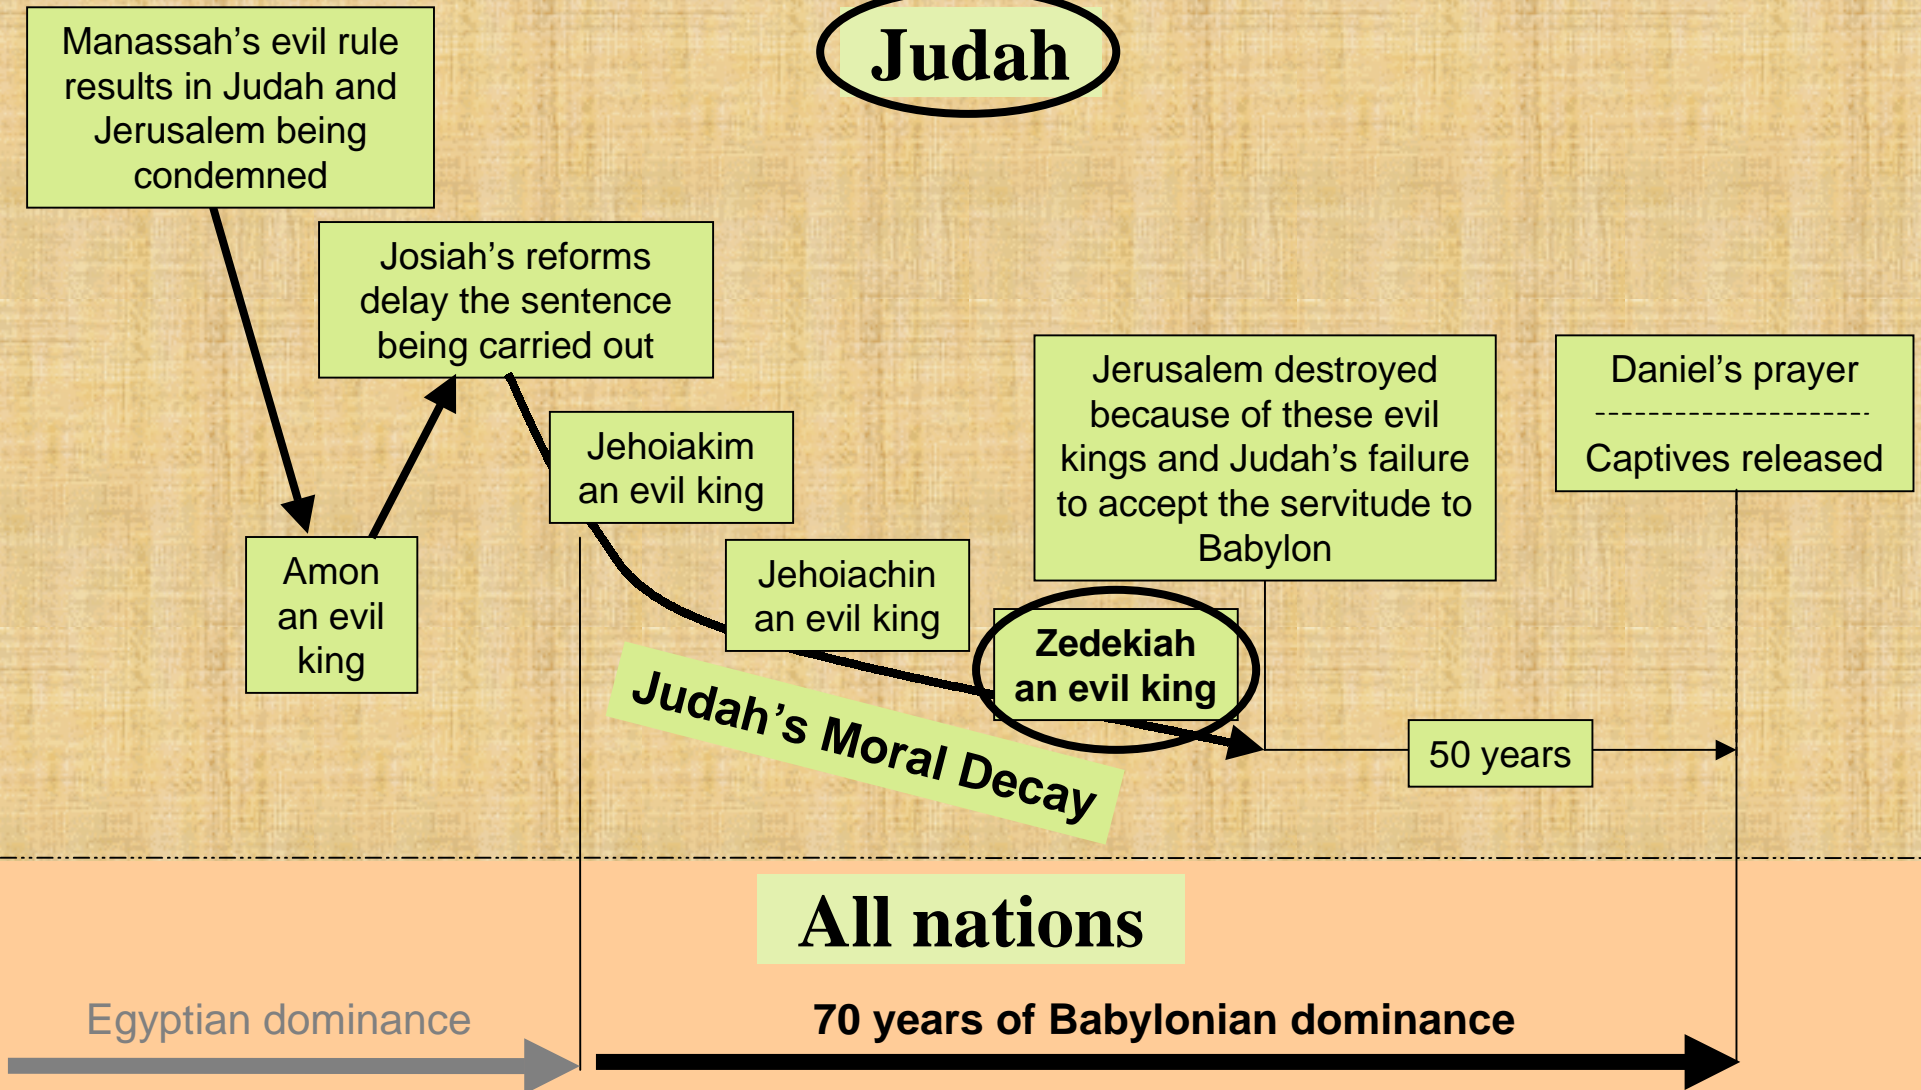 Judah
Manassah's evil rule
results in Judah and
Jerusalem being
condemned
Josiah's reforms
delay the sentence
being carried out
Amon
an evil
king
Jehoiakim
an evil king
Jehoiachin
an evil king
Zedekiah
an evil king
Judah's Moral Decay
Jerusalem destroyed
because of these evil
kings and Judah's failure
to accept the servitude to
Babylon
Daniel's prayer
Captives released
50 years
All nations
Egyptian dominance
70 years of Babylonian dominance